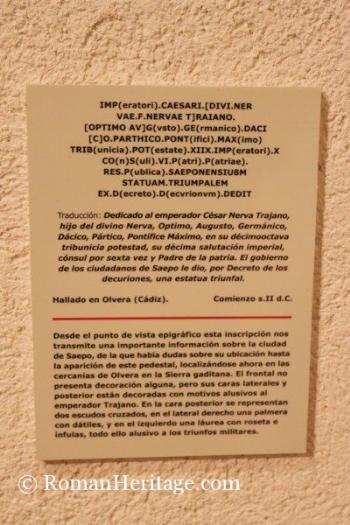 IMP(eratori).CAESARI.[DIVI.NER
VAE.F.NERVAE T]RAIANO.
[OPTIMO AV]G(vsto).GE(rmanico).DACI
[C]O.PARTHICO.PONT(ifici).MAX(imo)
TRIB(unicia).POT(estate).XIIX.IMP(eratori).X
CO(n)S(uli).VI.P(atri).P(atriae).
RES.P(ublica).SAEPONENSIU8M
STATUAM.TRIUMPALEM
EX.D(ecreto).D(ecvrionvm).DEDIT
Traducción: Dedicado al emperador César Nerva Trajano,
hijo del divino Nerva, Optimo, Augusto, Germánico,
Dácico, Pártico, Pontífice Máximo, en su décimooctava
tribunicia potestad, su décima salutación imperial,
cónsul por sexta vez y Padre de la patria. El gobierno
de los ciudadanos de Saepo le dio, por Decreto de los
decuriones, una estatua triunfal.
Hallado en Olvera (Cádiz). Comienzo s.II d.C.
Desde el punto de vista epigráfico esta inscripción nos
transmite una importante información sobre la ciudad
de Saepo, de la que había dudas sobre su ubicación hasta
la aparición de este pedestal, localizándose ahora en las
cercanías de Olvera en la Sierra gaditana. El frontal no
presenta decoración alguna, pero sus caras laterales y
posterior están decoradas con motivos alusivos al
emperador Trajano. En la cara posterior se representan
dos escudos cruzados, en el lateral derecho una palmera
con dátiles, y en el izquierdo una láurea con roseta e
infulas, todo ello alusivo a los triunfos militares.
© RomanHeritage.com